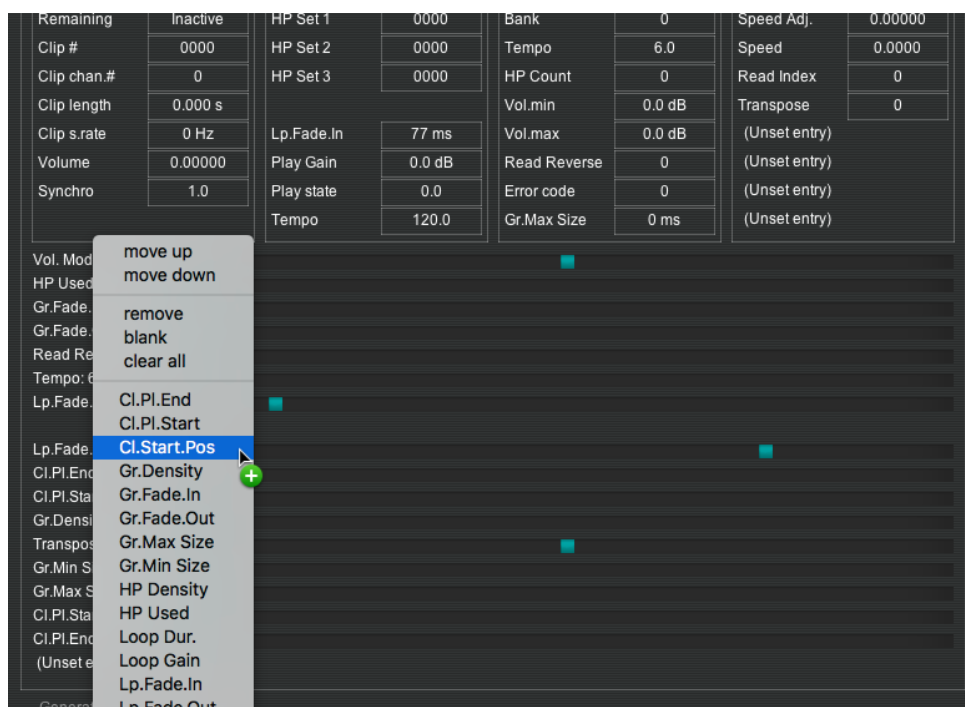 Remaining Inactive HP Set 1 0000 Bank 0 Speed Adj. 0.00000
Clip # 0000 HP Set 2 0000 Tempo 6.0 Speed 0.0000
Clip chan.# 0 HP Set 3 0000 HP Count 0 Read Index 0
Clip length 0.000 s Vol.min 0.0 dB Transpose 0
Clip s.rate 0 Hz Lp.Fade.In 77 ms Vol.max 0.0 dB (Unset entry)
Volume 0.00000 Play Gain 0.0 dB Read Reverse 0 (Unset entry)
Synchro 1.0 Play state 0.0 Error code 0 (Unset entry)
Tempo 120.0 Gr.Max Size 0 ms (Unset entry)
Vol. Mod
HP Used
Gr.Fade.
Gr.Fade.
Read Re
Tempo: 6
Lp.Fade.
Lp.Fade.
Cl.Pl.End
Cl.Pl.Sta
Gr.Densi
Transpos
Gr.Min S
Gr.Max S
Cl.Pl.Sta
Cl.Pl.End
(Unset e
move up
move down
remove
blank
clear all
Cl.Pl.End
Cl.Pl.Start
Cl.Start.Pos
Gr.Density
Gr.Fade.In
Gr.Fade.Out
Gr.Max Size
Gr.Min Size
HP Density
HP Used
Loop Dur.
Loop Gain
Lp.Fade.In
Lp.Fade.Out